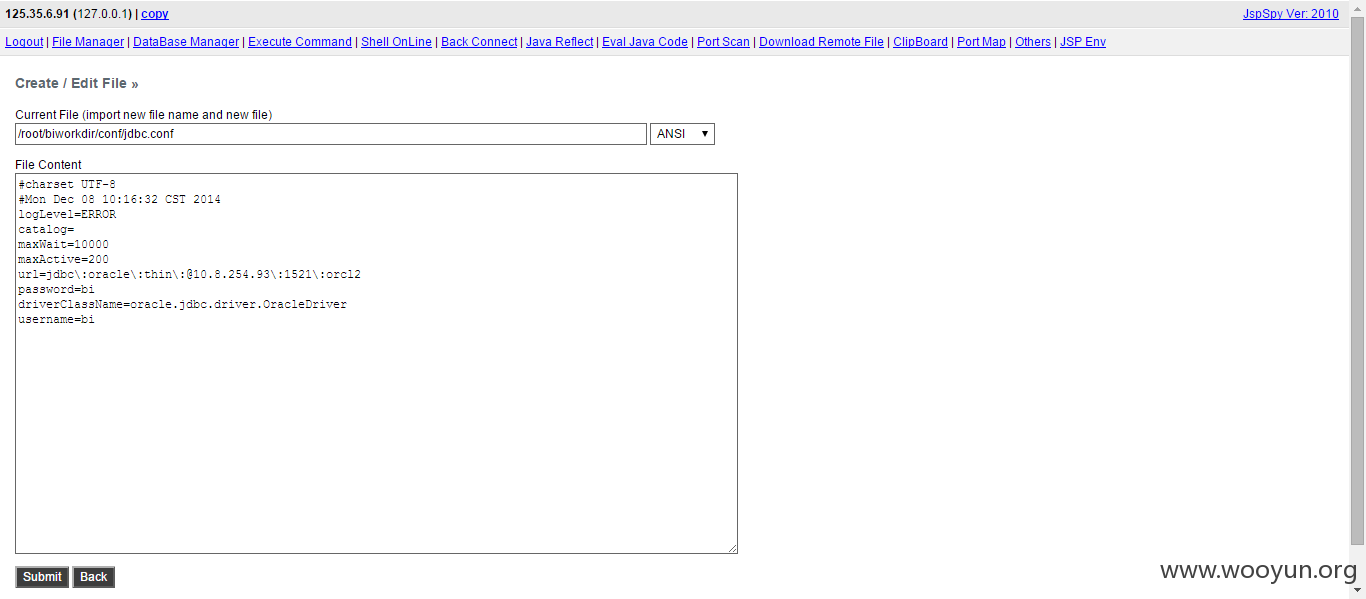 125.35.6.91 (127.0.0.1) | copy JspSpy Ver: 2010
Logout | File Manager | DataBase Manager | Execute Command | Shell OnLine | Back Connect | Java Reflect | Eval Java Code | Port Scan | Download Remote File | ClipBoard | Port Map | Others | JSP Env
Create / Edit File »
Current File (import new file name and new file)
/root/biworkdir/conf/jdbc.conf ANSI
File Content
#charset UTF-8
#Mon Dec 08 10:16:32 CST 2014
logLevel=ERROR
catalog=
maxWait=10000
maxActive=200
url=jdbc\:oracle\:thin\:@10.8.254.93\:1521\:orcl2
password=bi
driverClassName=oracle.jdbc.driver.OracleDriver
username=bi
Submit Back
www.wooyun.org